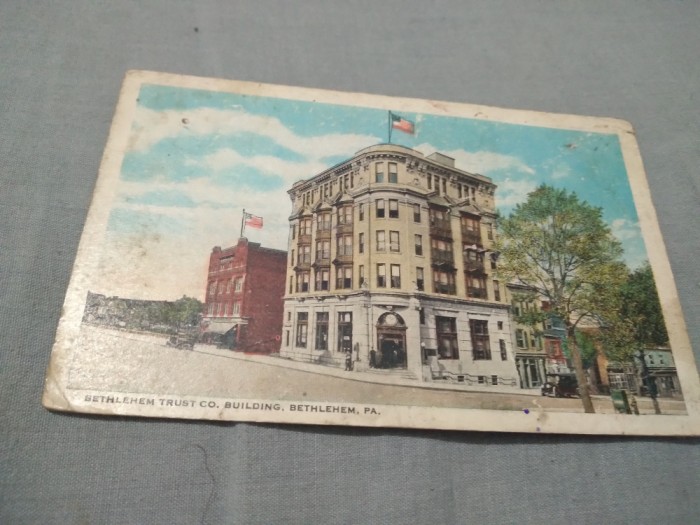 BETHLEHEM TRUST CO. BUILDING, BETHLEHEM, PA.